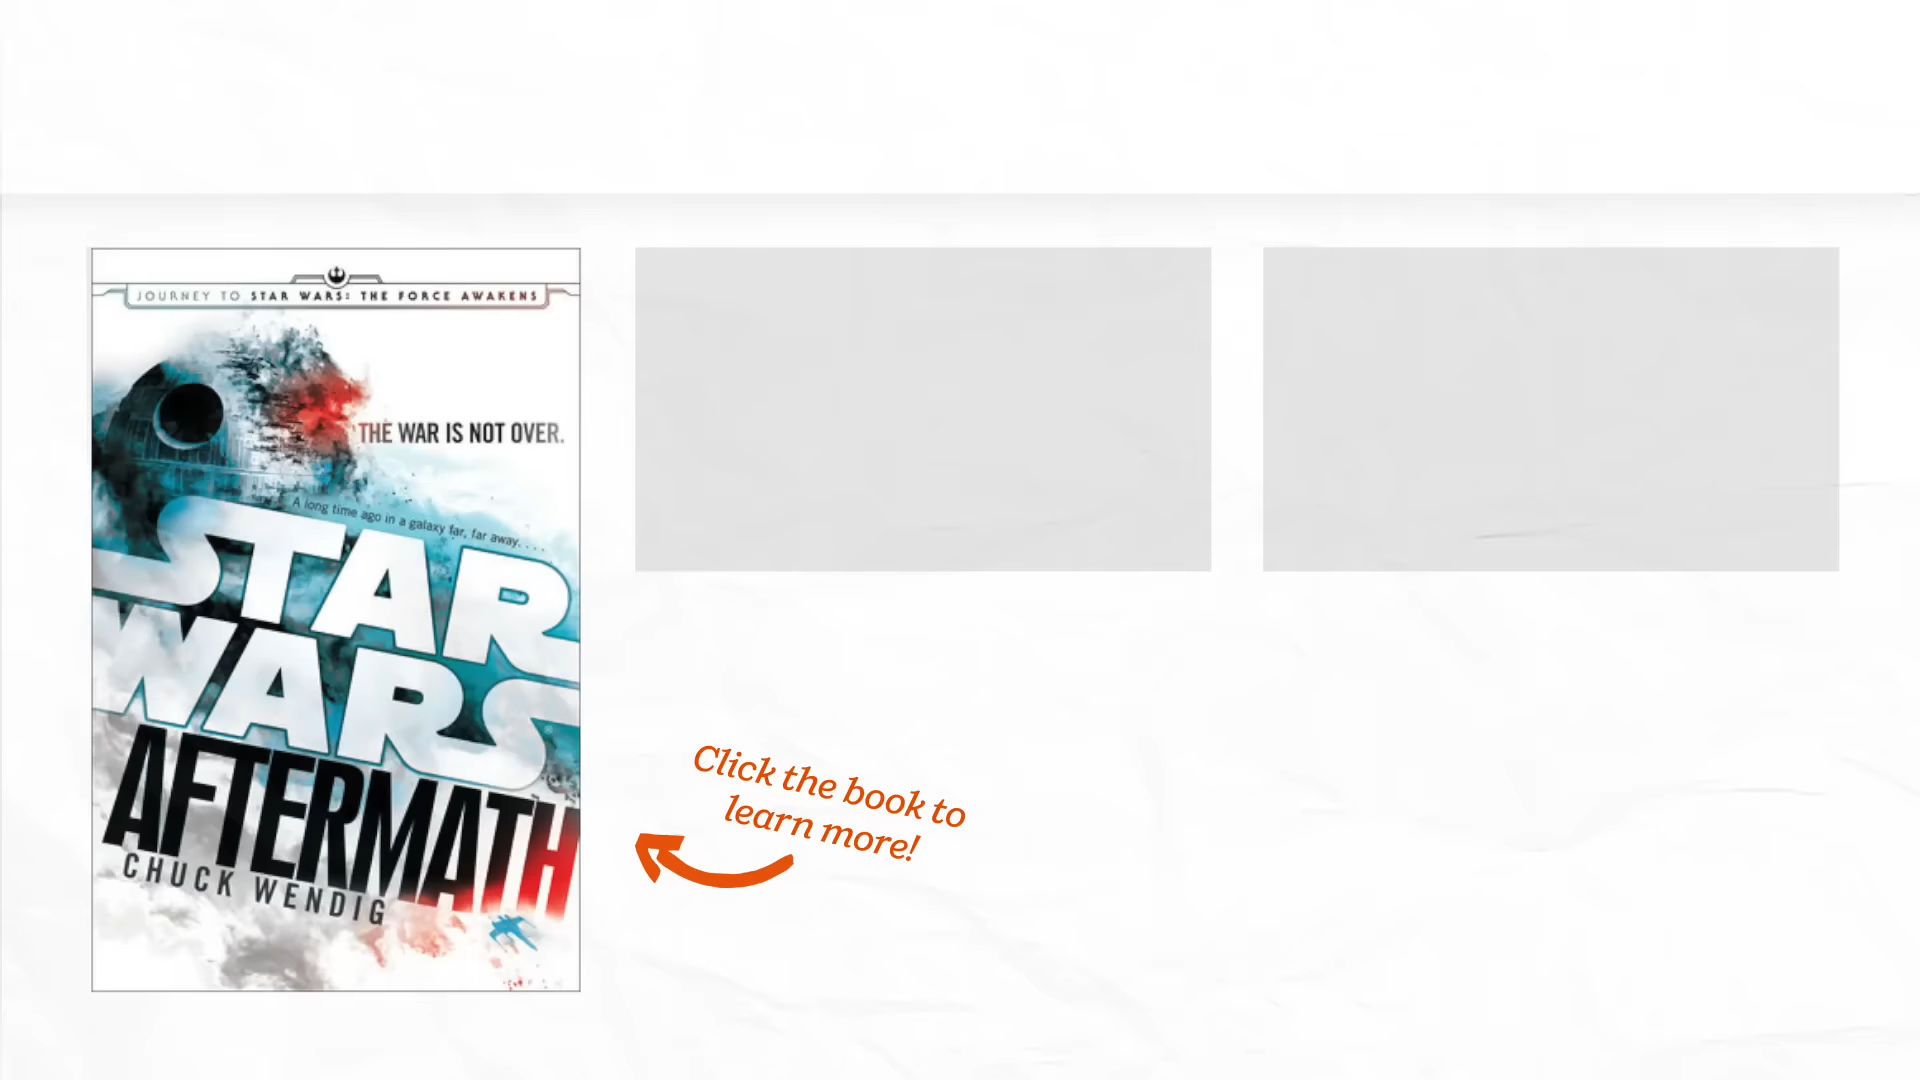 JOURNEY TO STAR WARS: THE FORCE AWAKENS
THE WAR IS NOT OVER.
A long time ago in a galaxy far, far away. . . .
STAR
WARS
AFTERMATH
CHUCK WENDIG
Click the book to
learn more!